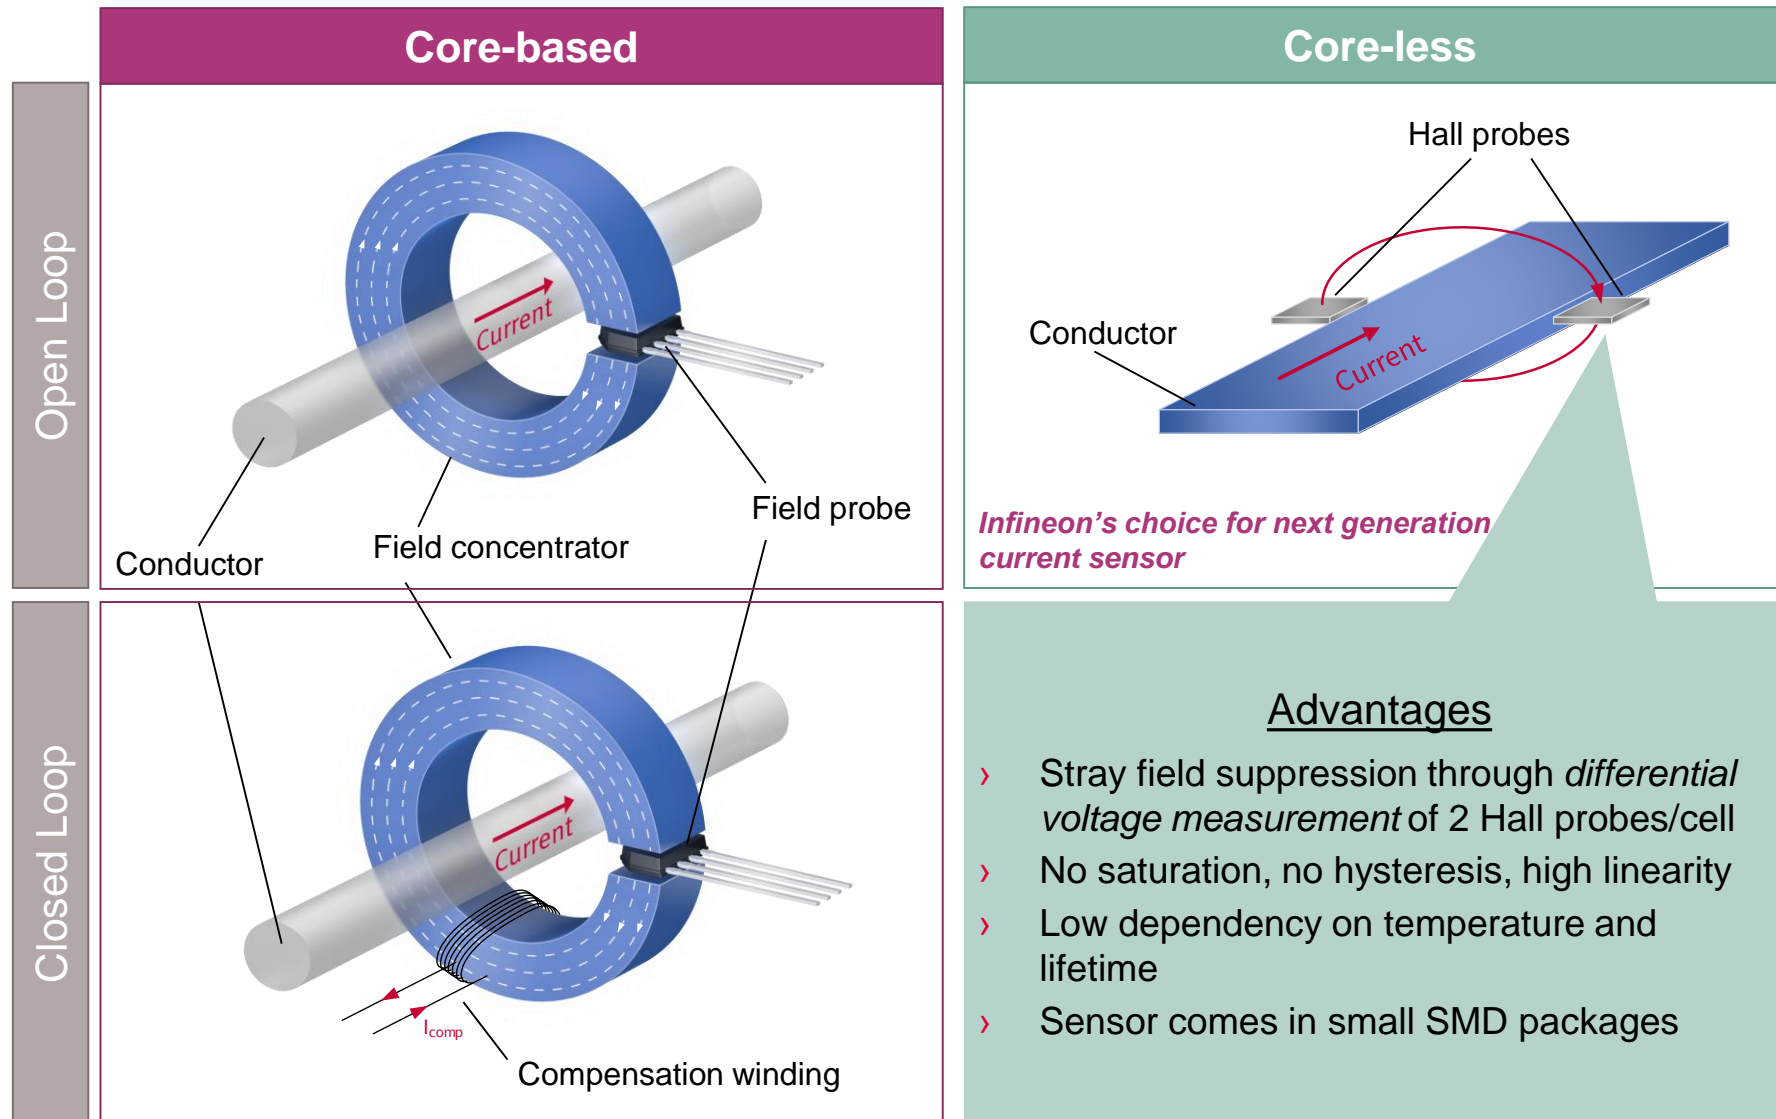 Core-based
Core-less
Open Loop
Current
Conductor
Field concentrator
Field probe
Hall probes
Conductor
Current
Infineon’s choice for next generation
current sensor
Closed Loop
Current
I comp
Compensation winding
Advantages
› Stray field suppression through differential
voltage measurement of 2 Hall probes/cell
› No saturation, no hysteresis, high linearity
› Low dependency on temperature and
lifetime
› Sensor comes in small SMD packages